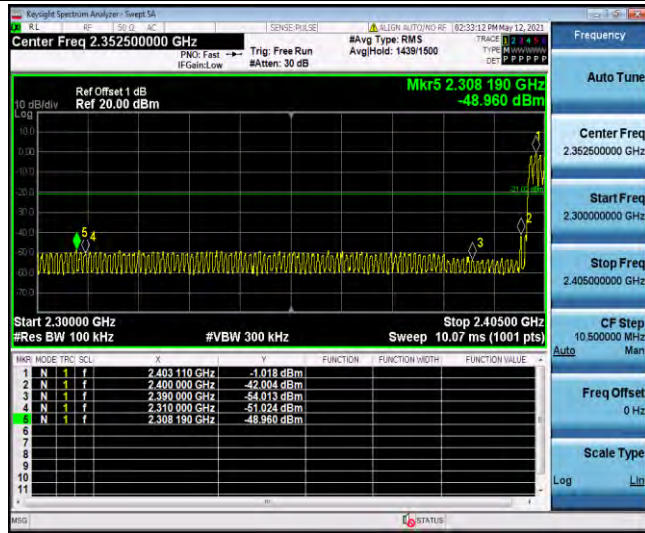 Keysight Spectrum Analyzer - Swept SA
RL RF 50 Ω AC SENSE:PULSE ALIGN AUTO/NO RF 02:33:12 PM May 12, 2021
Center Freq 2.352500000 GHz
PNO: Fast
IFGain:Low
Trig: Free Run
#Atten: 30 dB
#Avg Type: RMS
Avg|Hold: 1439/1500
TRACE 1 2 3 4 5 6
TYPE M W W W W W
DET P P P P P P
Mkr5 2.308 190 GHz
-48.960 dBm
Ref Offset 1 dB
10 dB/div Ref 20.00 dBm
Log
10.0
0.00
-10.0
-20.0
-30.0
-40.0
-50.0
-60.0
-70.0
1
2
3
5 4
Start 2.30000 GHz Stop 2.40500 GHz
#Res BW 100 kHz #VBW 300 kHz Sweep 10.07 ms (1001 pts)
MKR MODE TRC SCL X Y FUNCTION FUNCTION WIDTH FUNCTION VALUE
1 N 1 f 2.403 110 GHz -1.018 dBm
2 N 1 f 2.400 000 GHz -42.004 dBm
3 N 1 f 2.390 000 GHz -54.013 dBm
4 N 1 f 2.310 000 GHz -51.024 dBm
5 N 1 f 2.308 190 GHz -48.960 dBm
6
7
8
9
10
11
MSG STATUS
Frequency
Auto Tune
Center Freq
2.352500000 GHz
Start Freq
2.300000000 GHz
Stop Freq
2.405000000 GHz
CF Step
10.500000 MHz
Auto Man
Freq Offset
0 Hz
Scale Type
Log Lin